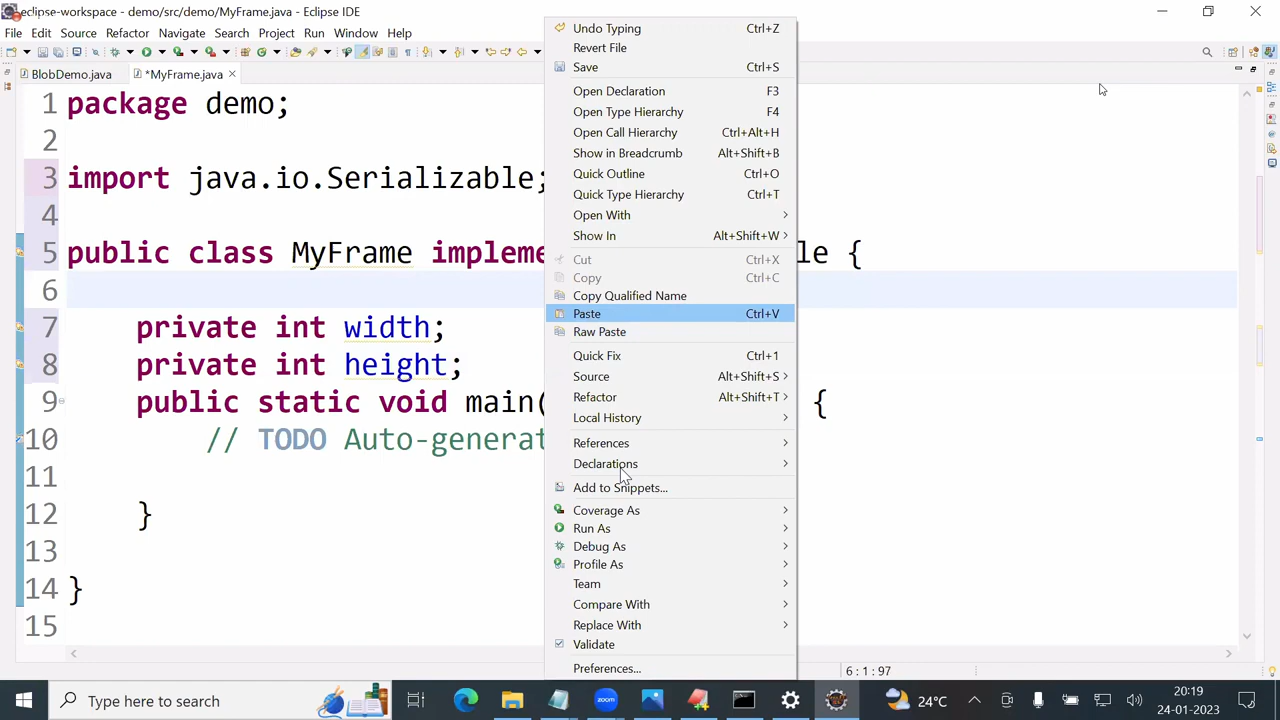 eclipse-workspace - demo/src/demo/MyFrame.java - Eclipse IDE
File Edit Source Refactor Navigate Search Project Run Window Help
BlobDemo.java *MyFrame.java
1 package demo;
2
3 import java.io.Serializable;
4
5 public class MyFrame impleme le {
6
7 private int width;
8 private int height;
9 public static void main( {
10 // TODO Auto-generat
11
12 }
13
14 }
15
Undo Typing Ctrl+Z
Revert File
Save Ctrl+S
Open Declaration F3
Open Type Hierarchy F4
Open Call Hierarchy Ctrl+Alt+H
Show in Breadcrumb Alt+Shift+B
Quick Outline Ctrl+O
Quick Type Hierarchy Ctrl+T
Open With
Show In Alt+Shift+W
Cut Ctrl+X
Copy Ctrl+C
Copy Qualified Name
Paste Ctrl+V
Raw Paste
Quick Fix Ctrl+1
Source Alt+Shift+S
Refactor Alt+Shift+T
Local History
References
Declarations
Add to Snippets...
Coverage As
Run As
Debug As
Profile As
Team
Compare With
Replace With
Validate
Preferences...
6 : 1 : 97
Type here to search
24°C
20:19
24-01-2023